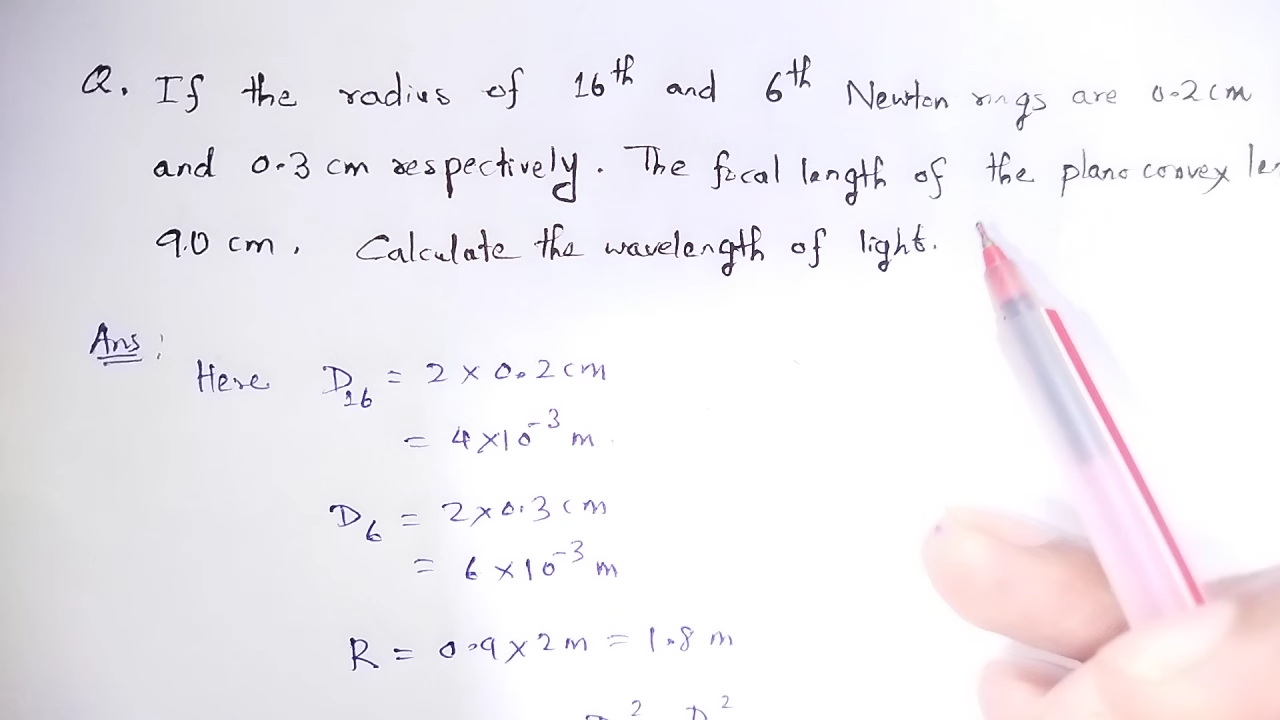 Q. If the radius of 16th and 6th Newton rings are 0.2 cm
and 0.3 cm respectively. The focal length of the plano convex
9.0 cm. Calculate the wavelength of light.
Ans:
Here D₁₆ = 2 × 0.2 cm
= 4 × 10⁻³ m.
D₆ = 2 × 0.3 cm
= 6 × 10⁻³ m
R = 0.9 × 2 m = 1.8 m